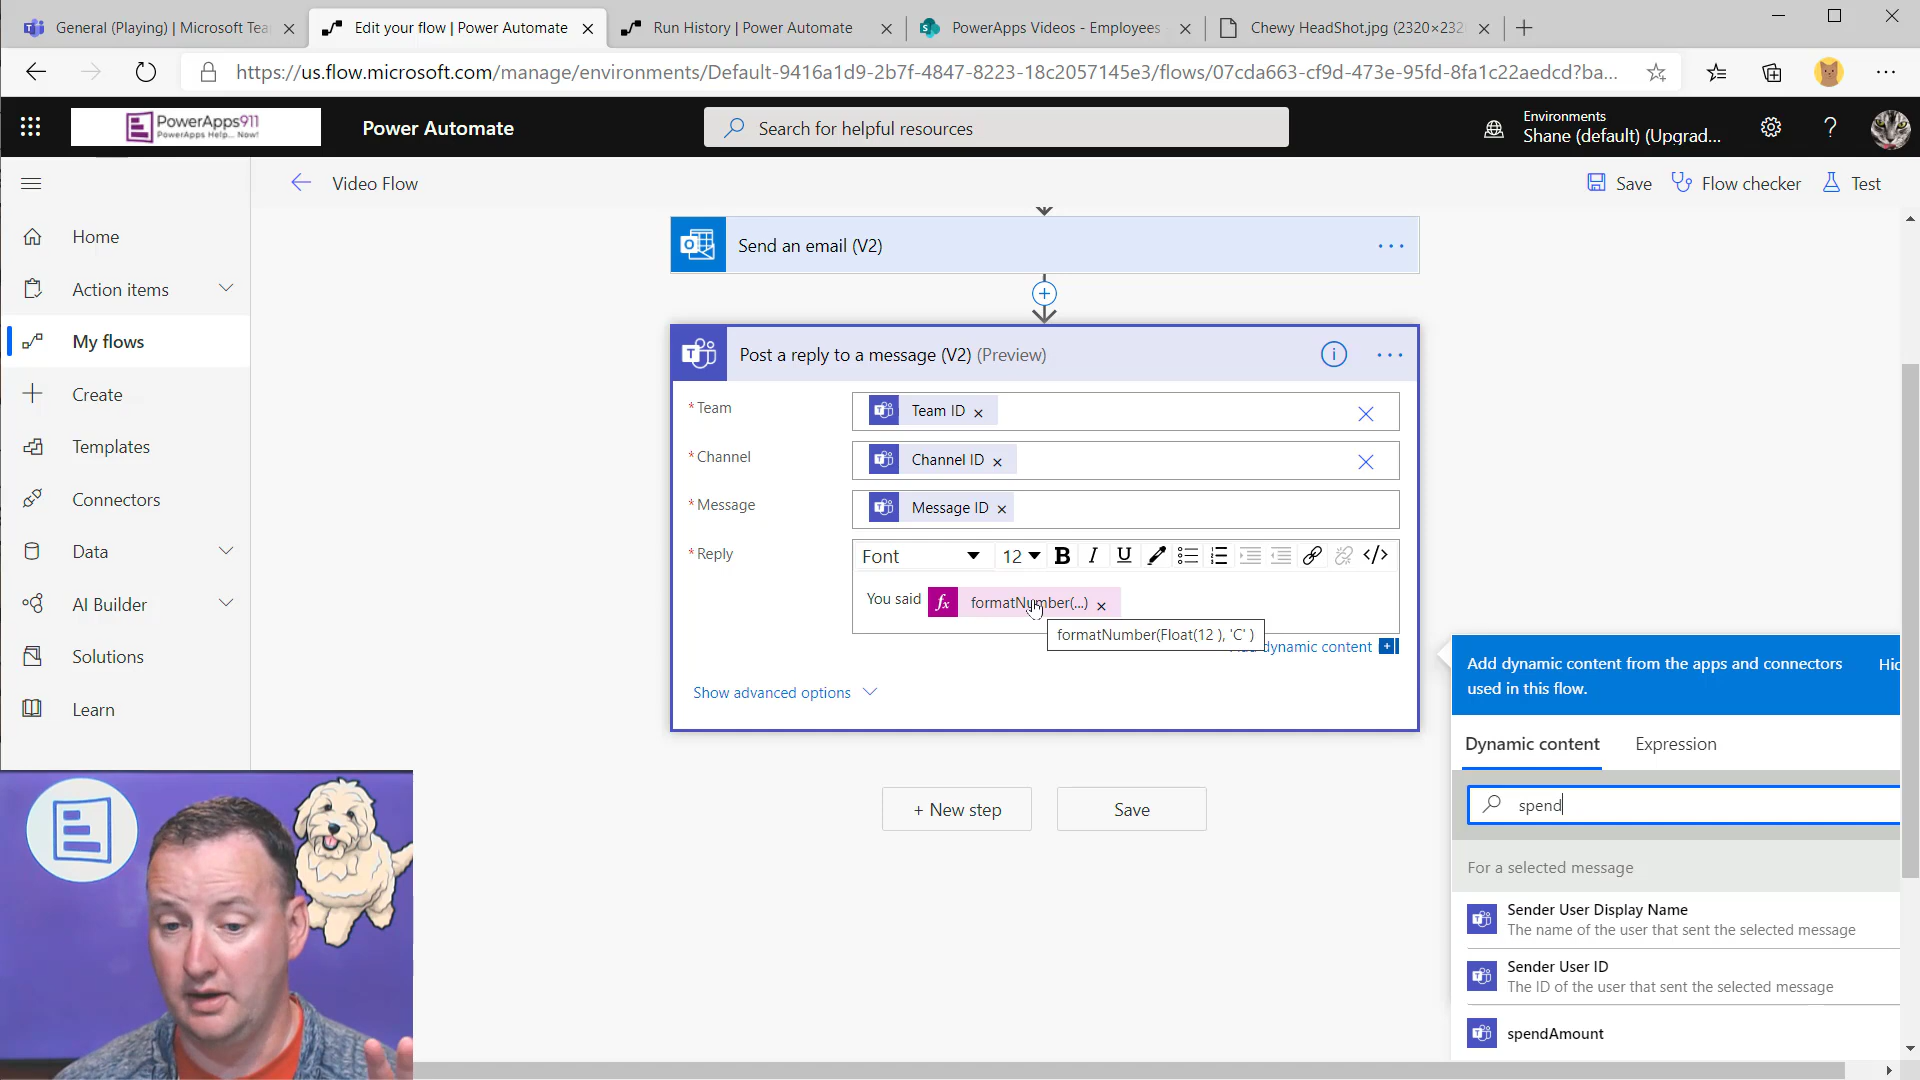 General (Playing) | Microsoft Tea
Edit your flow | Power Automate
Run History | Power Automate
PowerApps Videos - Employees
Chewy HeadShot.jpg (2320×232
https://us.flow.microsoft.com/manage/environments/Default-9416a1d9-2b7f-4847-8223-18c2057145e3/flows/07cda663-cf9d-473e-95fd-8fa1c22aedcd?ba...
PowerApps911
PowerApps Help... Now!
Power Automate
Search for helpful resources
Environments
Shane (default) (Upgrad...
Video Flow
Save
Flow checker
Test
Home
Action items
My flows
Create
Templates
Connectors
Data
AI Builder
Solutions
Learn
Send an email (V2)
Post a reply to a message (V2) (Preview)
* Team
Team ID
* Channel
Channel ID
* Message
Message ID
* Reply
Font
12
B I U
</>
You said fx formatNumber(...)
formatNumber(Float(12 ), 'C' )
dynamic content
Show advanced options
+ New step
Save
Add dynamic content from the apps and connectors
used in this flow.
Hid
Dynamic content
Expression
spend
For a selected message
Sender User Display Name
The name of the user that sent the selected message
Sender User ID
The ID of the user that sent the selected message
spendAmount